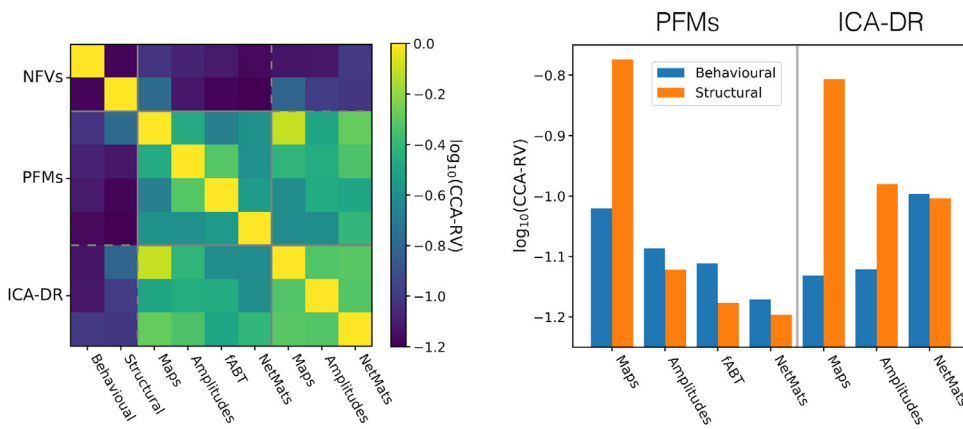 NFVs
PFMs
ICA-DR
Behavioual
Structural
Maps
Amplitudes
fABT
NetMats
Maps
Amplitudes
NetMats
0.0
−0.2
−0.4
−0.6
−0.8
−1.0
−1.2
log10(CCA-RV)
PFMs
ICA-DR
Behavioural
Structural
log10(CCA-RV)
−0.8
−0.9
−1.0
−1.1
−1.2
Maps
Amplitudes
fABT
NetMats
Maps
Amplitudes
NetMats